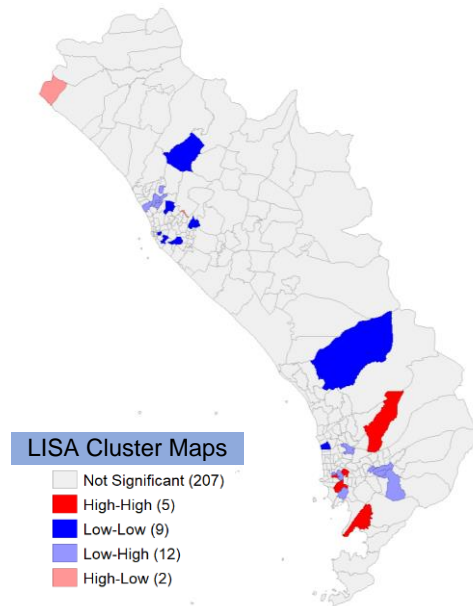 LISA Cluster Maps
Not Significant (207)
High-High (5)
Low-Low (9)
Low-High (12)
High-Low (2)